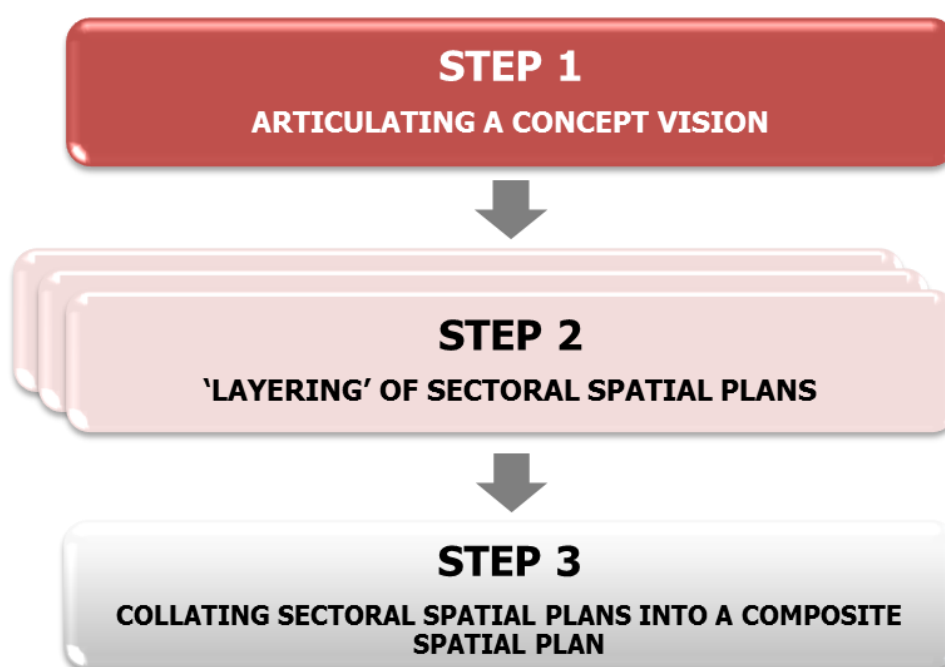 STEP 1
ARTICULATING A CONCEPT VISION
STEP 2
‘LAYERING’ OF SECTORAL SPATIAL PLANS
STEP 3
COLLATING SECTORAL SPATIAL PLANS INTO A COMPOSITE
SPATIAL PLAN